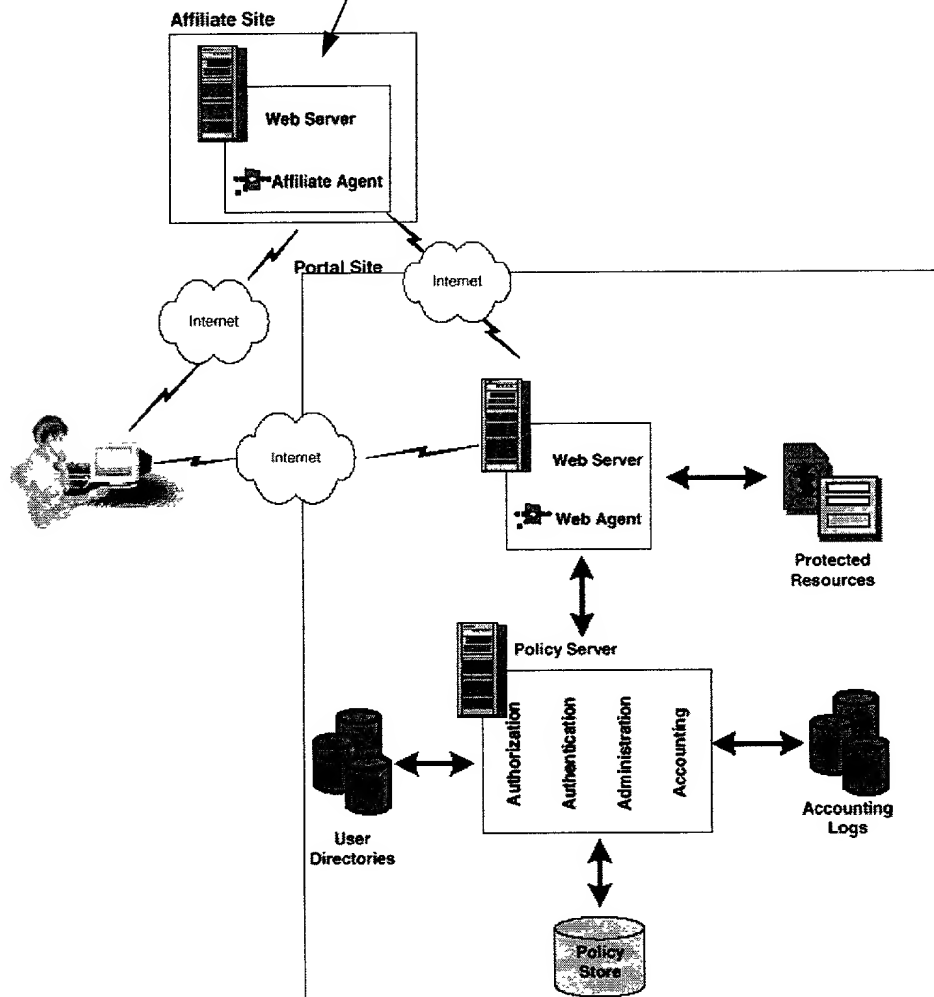 Affiliate Site
Web Server
Affiliate Agent
Portal Site
Internet
Internet
Internet
Web Server
Web Agent
Protected
Resources
Policy Server
Authorization
Authentication
Administration
Accounting
User
Directories
Accounting
Logs
Policy
Store